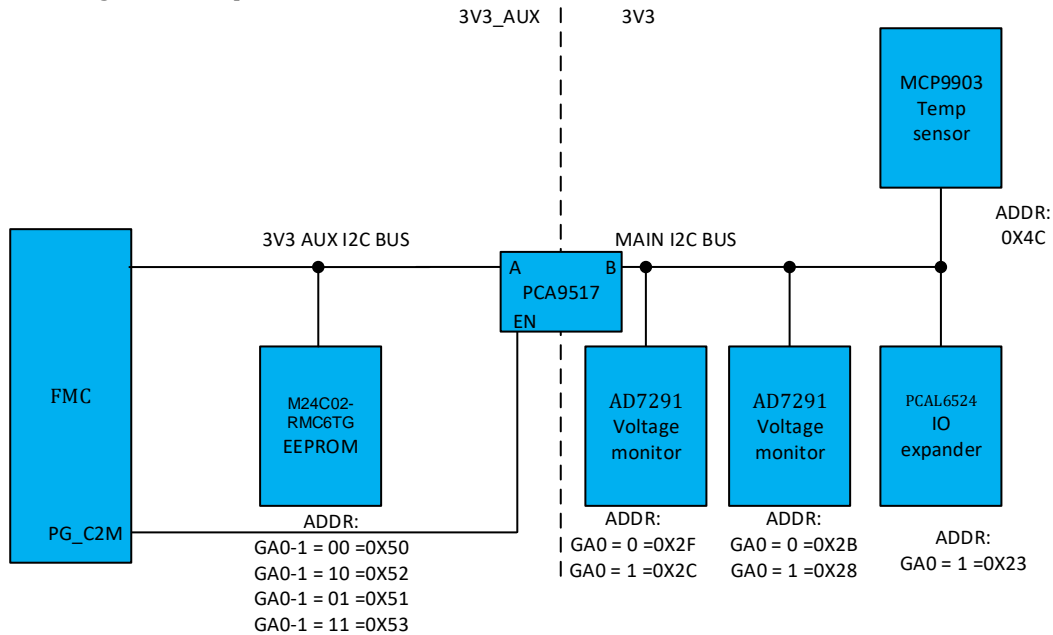 3V3_AUX
3V3
MCP9903
Temp
sensor
ADDR:
0X4C
3V3 AUX I2C BUS
MAIN I2C BUS
A
B
PCA9517
EN
FMC
PG_C2M
M24C02-
RMC6TG
EEPROM
AD7291
Voltage
monitor
AD7291
Voltage
monitor
PCAL6524
IO
expander
ADDR:
GA0-1 = 00 =0X50
GA0-1 = 10 =0X52
GA0-1 = 01 =0X51
GA0-1 = 11 =0X53
ADDR:
GA0 = 0 =0X2F
GA0 = 1 =0X2C
ADDR:
GA0 = 0 =0X2B
GA0 = 1 =0X28
ADDR:
GA0 = 1 =0X23